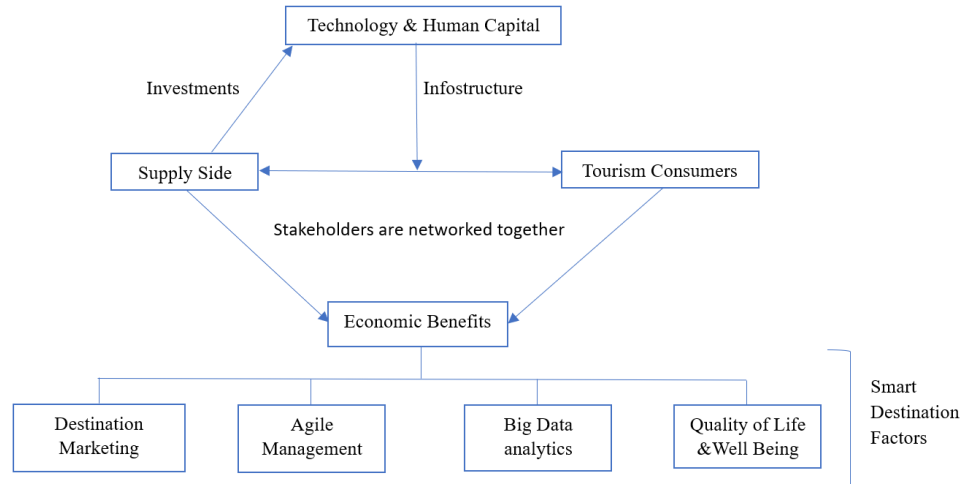 Technology & Human Capital
Investments
Infostructure
Supply Side
Tourism Consumers
Stakeholders are networked together
Economic Benefits
Destination
Marketing
Agile
Management
Big Data
analytics
Quality of Life
&Well Being
Smart
Destination
Factors